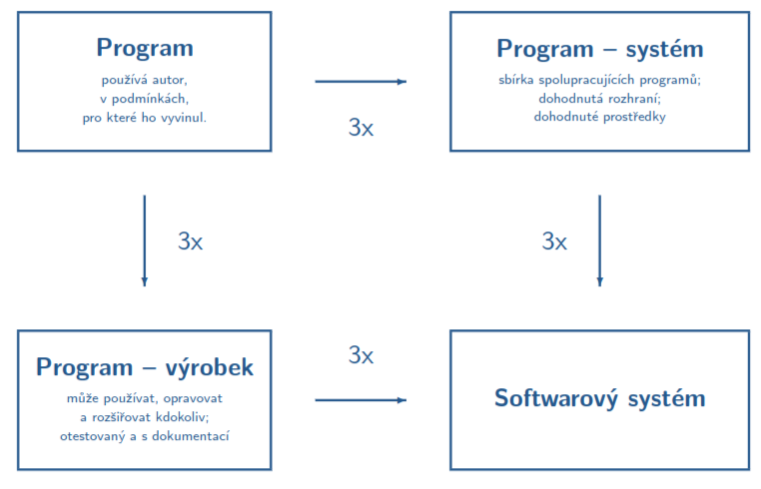 Program
používá autor,
v podmínkách,
pro které ho vyvinul.
3x
Program – systém
sbírka spolupracujících programů;
dohodnutá rozhraní;
dohodnuté prostředky
3x
3x
Program – výrobek
může používat, opravovat
a rozšiřovat kdokoliv;
otestovaný a s dokumentací
3x
Softwarový systém